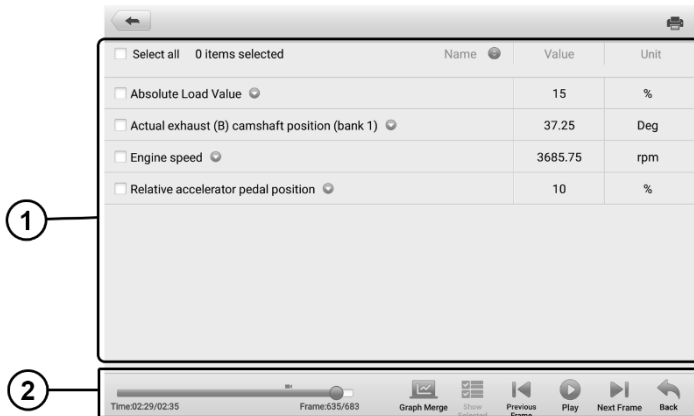 Select all 0 items selected Name Value Unit
Absolute Load Value 15 %
Actual exhaust (B) camshaft position (bank 1) 37.25 Deg
Engine speed 3685.75 rpm
Relative accelerator pedal position 10 %
1
2
Time:02:29/02:35 Frame:635/683 Graph Merge Show Selected Previous Frame Play Next Frame Back